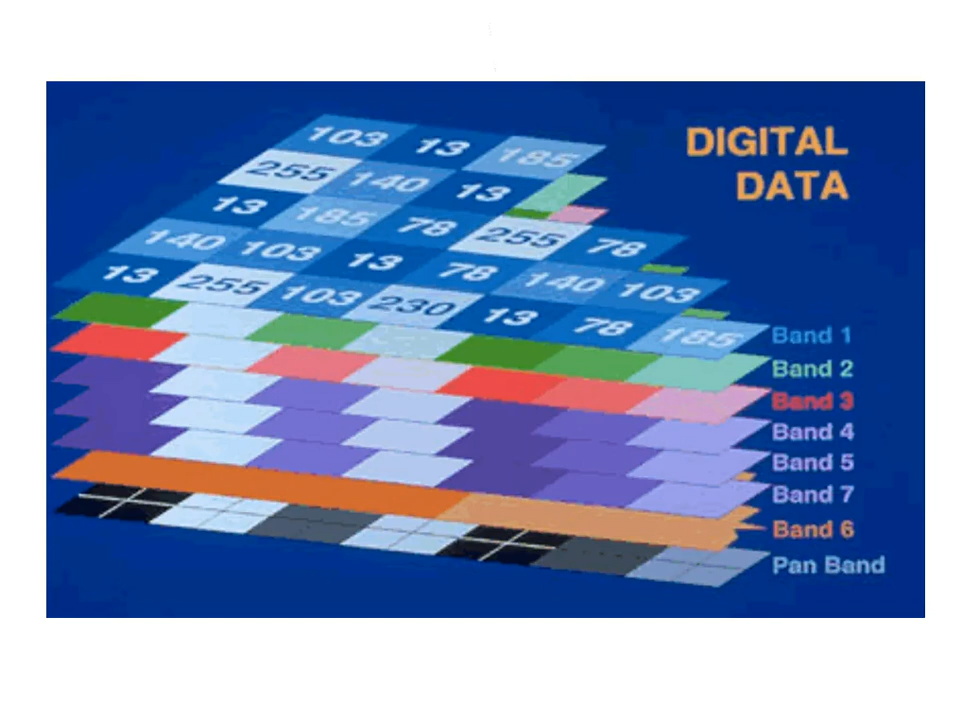 DIGITAL
DATA
103 13 185
255 140 13
13 185 78 255 78
140 103 13 78 140 103
13 255 103 230 13 78 185
Band 1
Band 2
Band 3
Band 4
Band 5
Band 7
Band 6
Pan Band